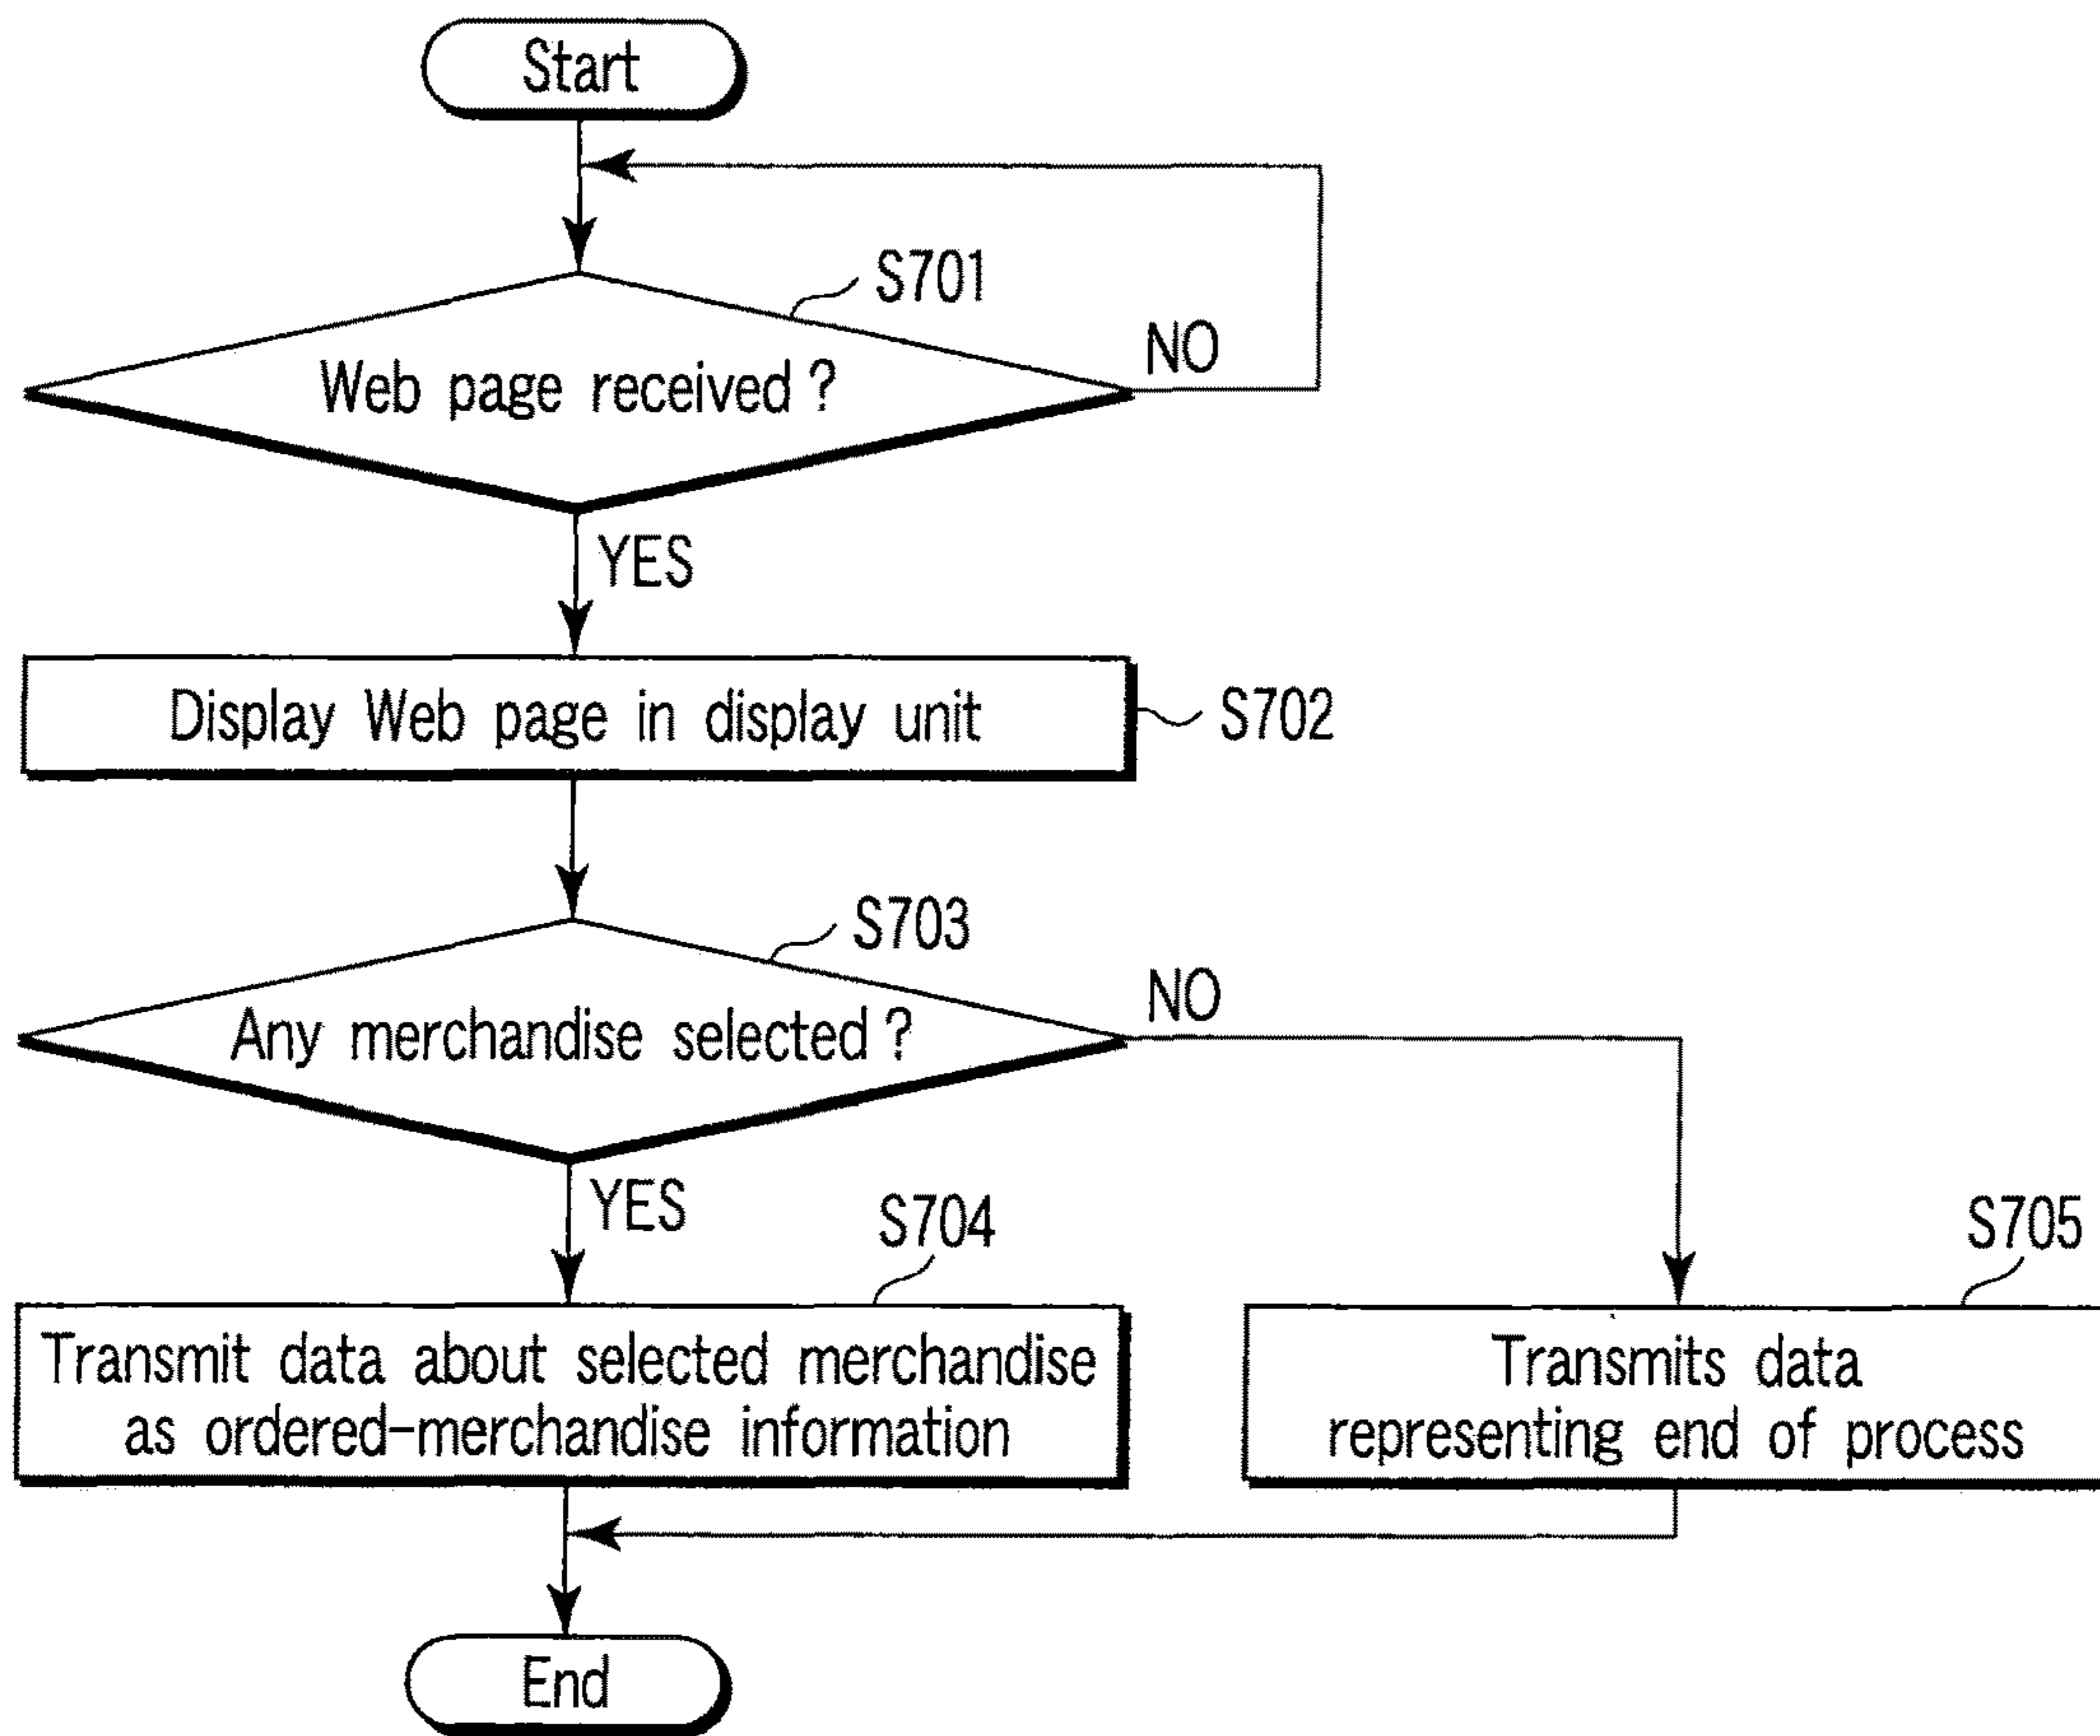 Start
S701
Web page received ?
NO
YES
Display Web page in display unit
S702
S703
Any merchandise selected ?
NO
YES
S704
S705
Transmit data about selected merchandise
as ordered-merchandise information
Transmits data
representing end of process
End